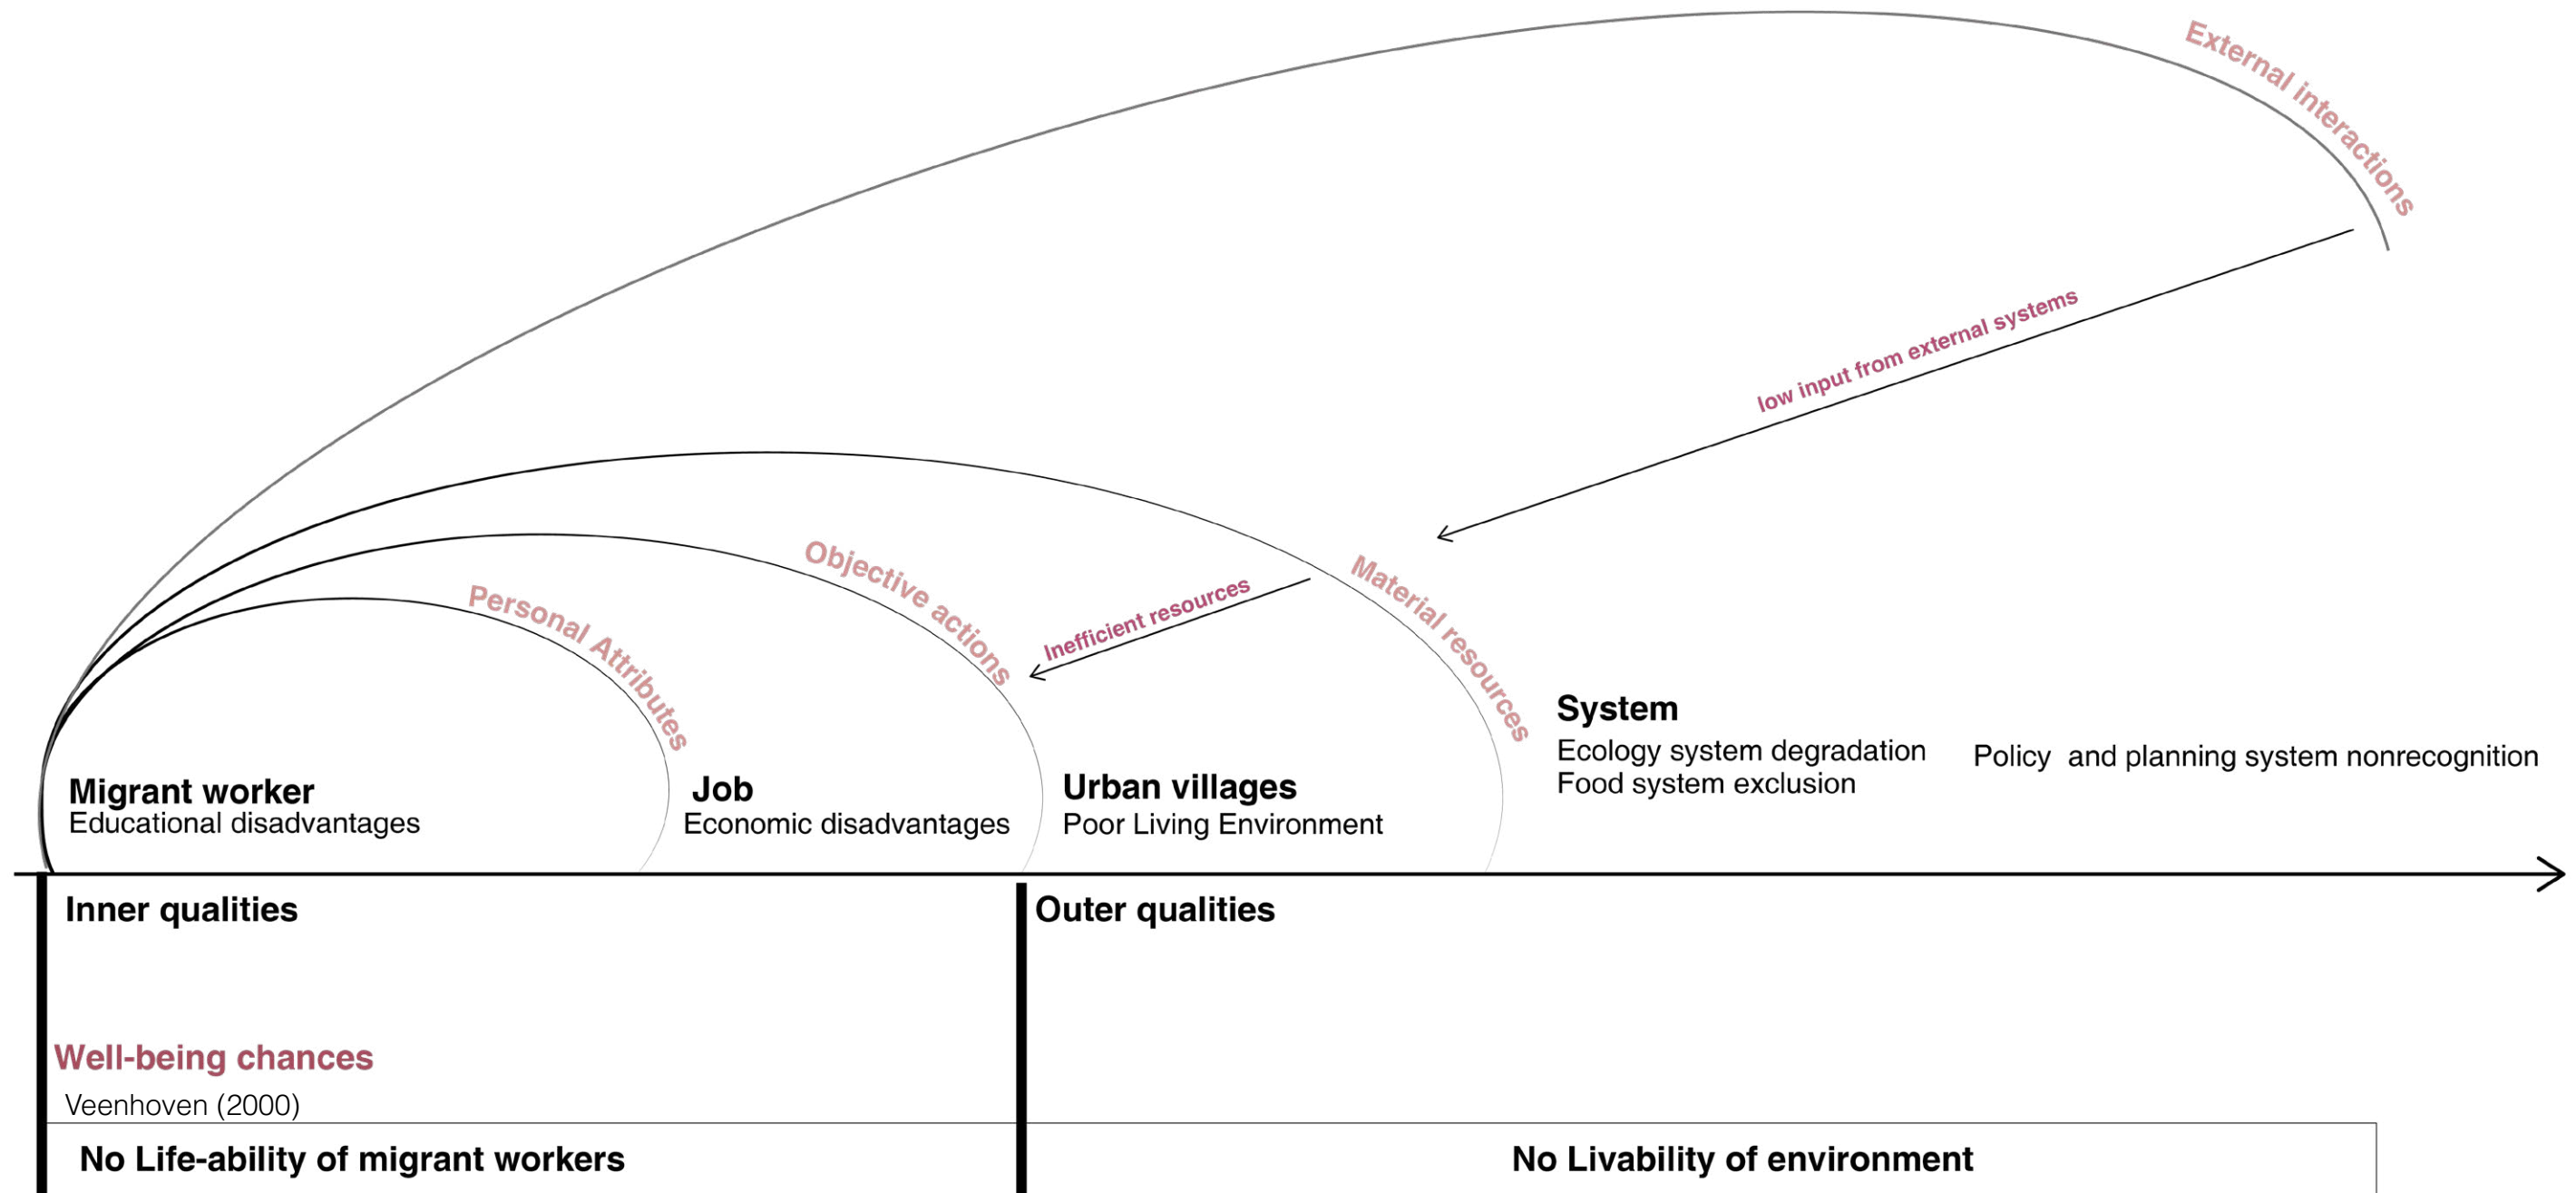 External interactions
low input from external systems
Objective actions
Material resources
Inefficient resources
Personal Attributes
System
Ecology system degradation
Food system exclusion
Policy and planning system nonrecognition
Migrant worker
Educational disadvantages
Job
Economic disadvantages
Urban villages
Poor Living Environment
Inner qualities
Outer qualities
Well-being chances
Veenhoven (2000)
No Life-ability of migrant workers
No Livability of environment